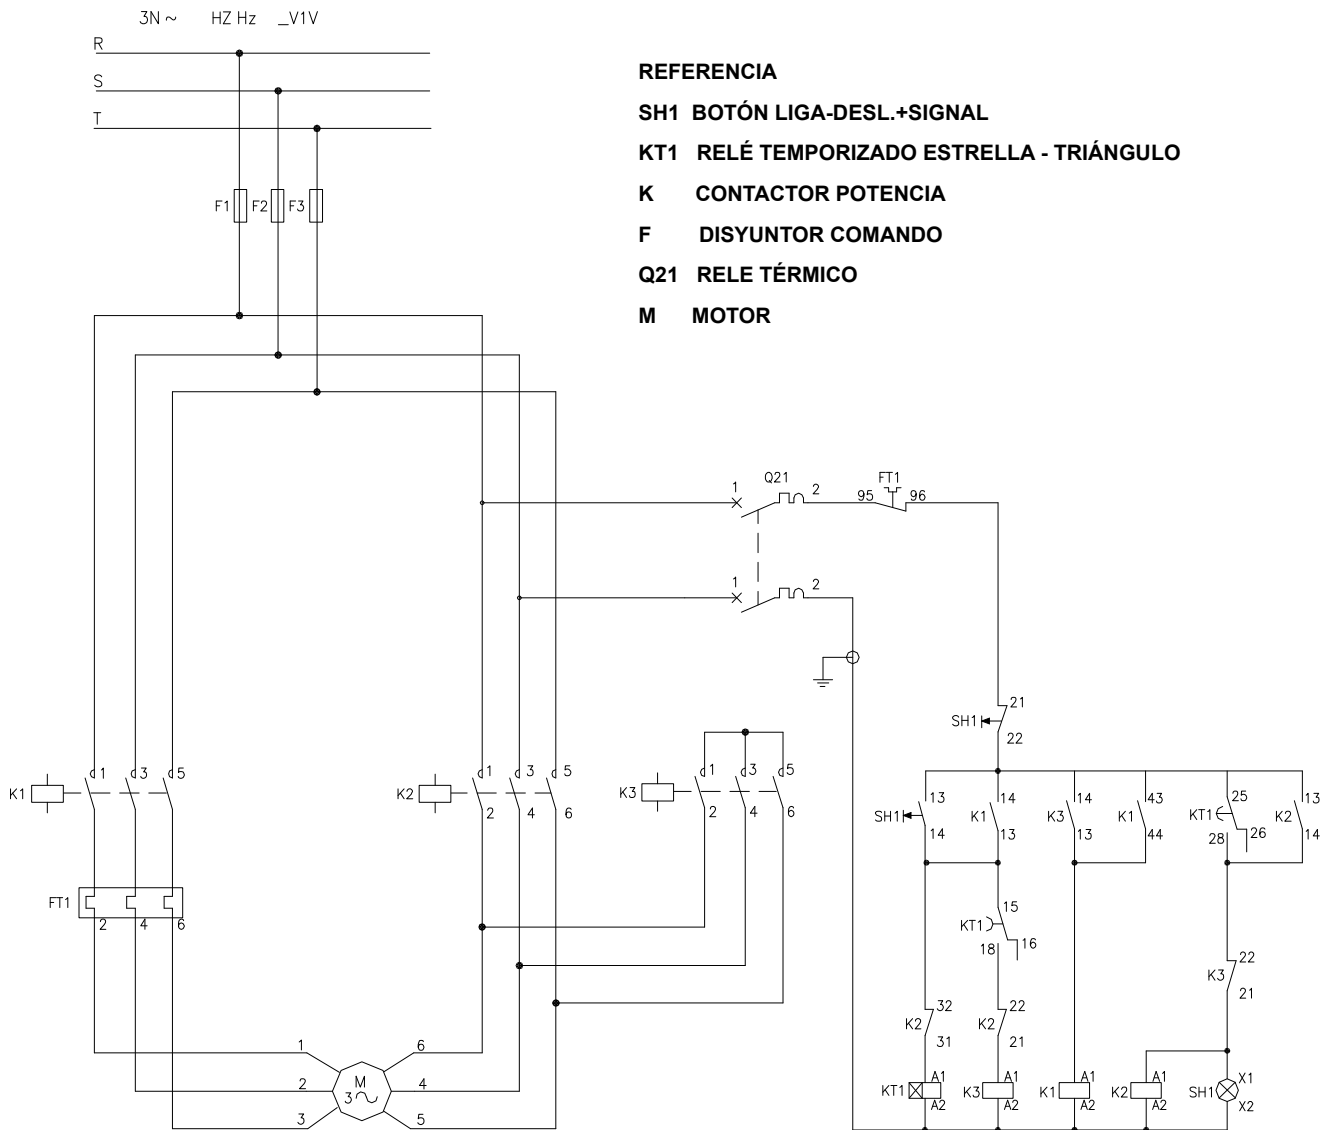 3N ~ HZ Hz _V1V
R
S
T
F1 F2 F3
REFERENCIA
SH1 BOTÓN LIGA-DESL.+SIGNAL
KT1 RELÉ TEMPORIZADO ESTRELLA - TRIÁNGULO
K CONTACTOR POTENCIA
F DISYUNTOR COMANDO
Q21 RELE TÉRMICO
M MOTOR
1 Q21 2 95 FT1 96
1 2
SH1 21
22
K1 1 3 5
K2 1 3 5
2 4 6
K3 1 3 5
2 4 6
SH1 13
14
K1 14
13
K3 14
13
K1 43
44
KT1 25
28 26
K2 13
14
FT1 2 4 6
KT1 15
18 16
K3 22
21
K2 32
31
K2 22
21
1 6
2 M 4
3~
3 5
KT1 A1
A2
K3 A1
A2
K1 A1
A2
K2 A1
A2
SH1 X1
X2